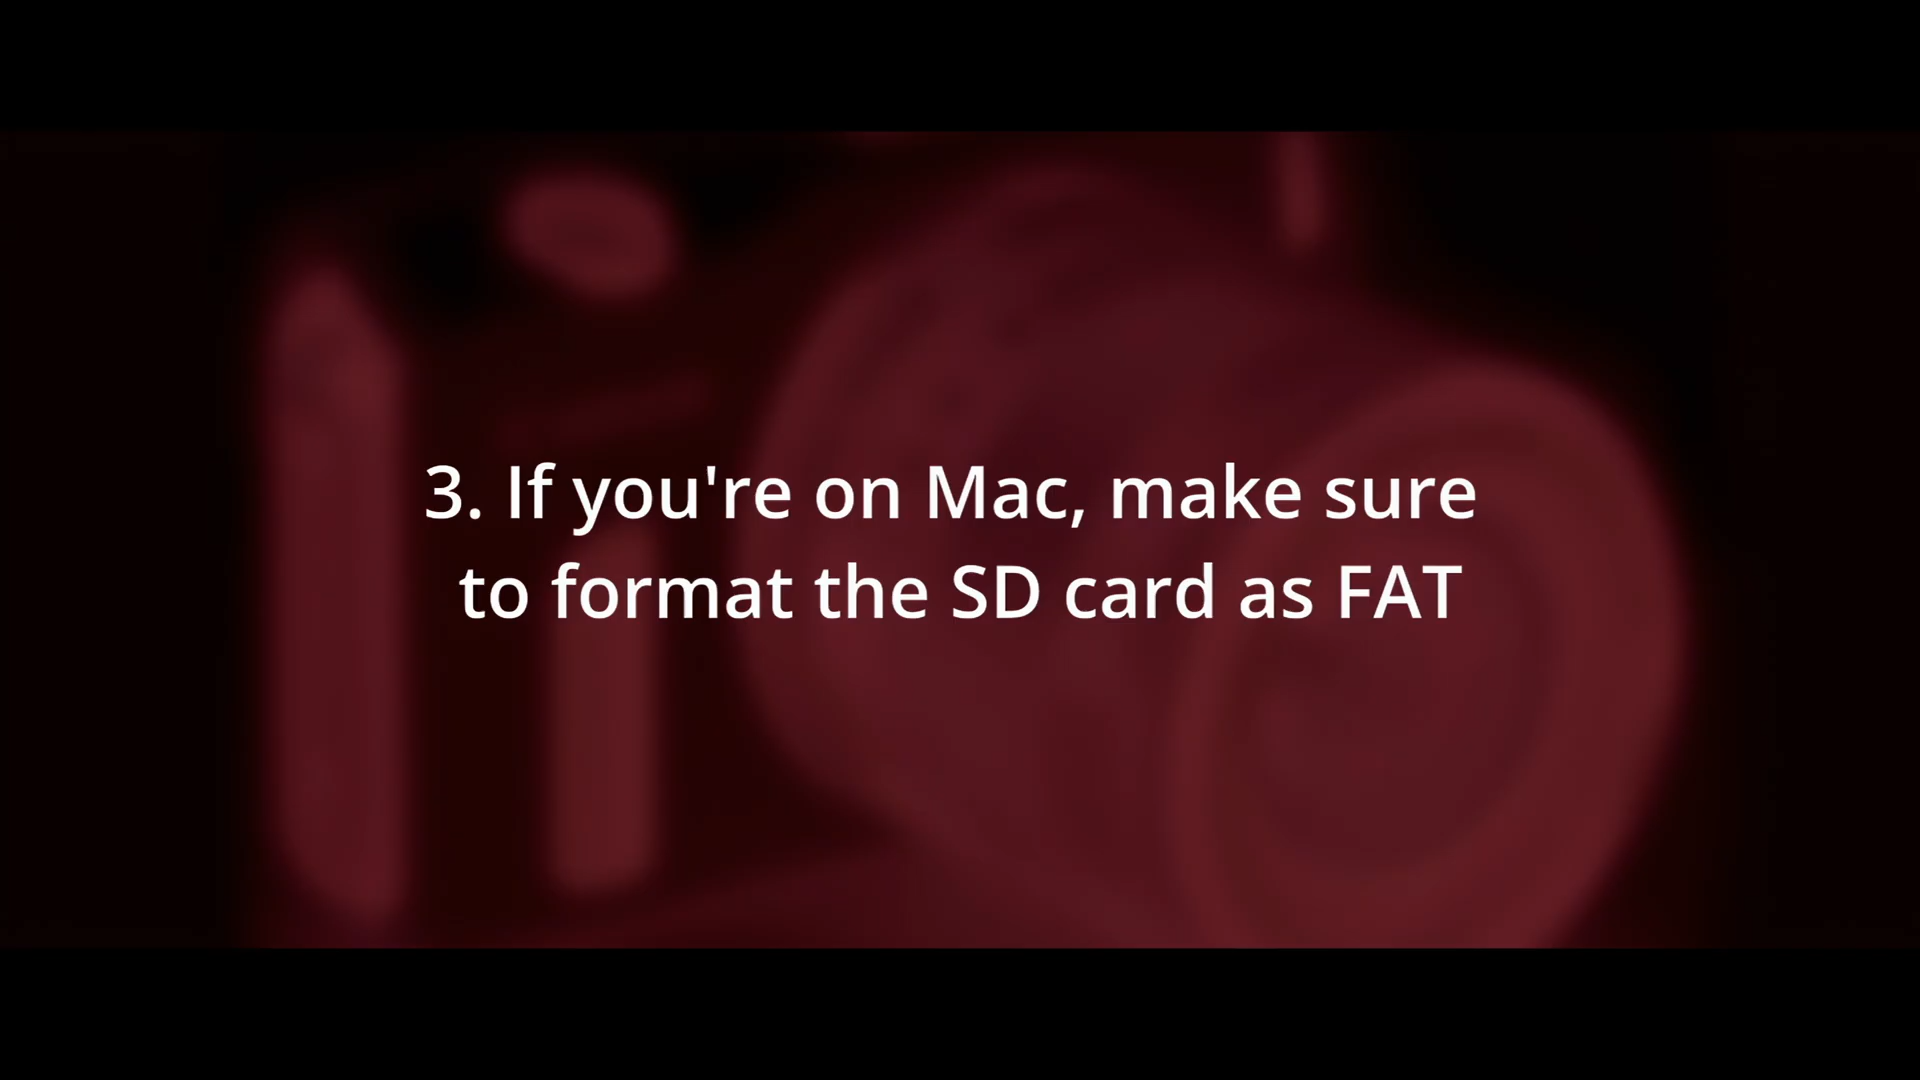 3. If you're on Mac, make sure
to format the SD card as FAT